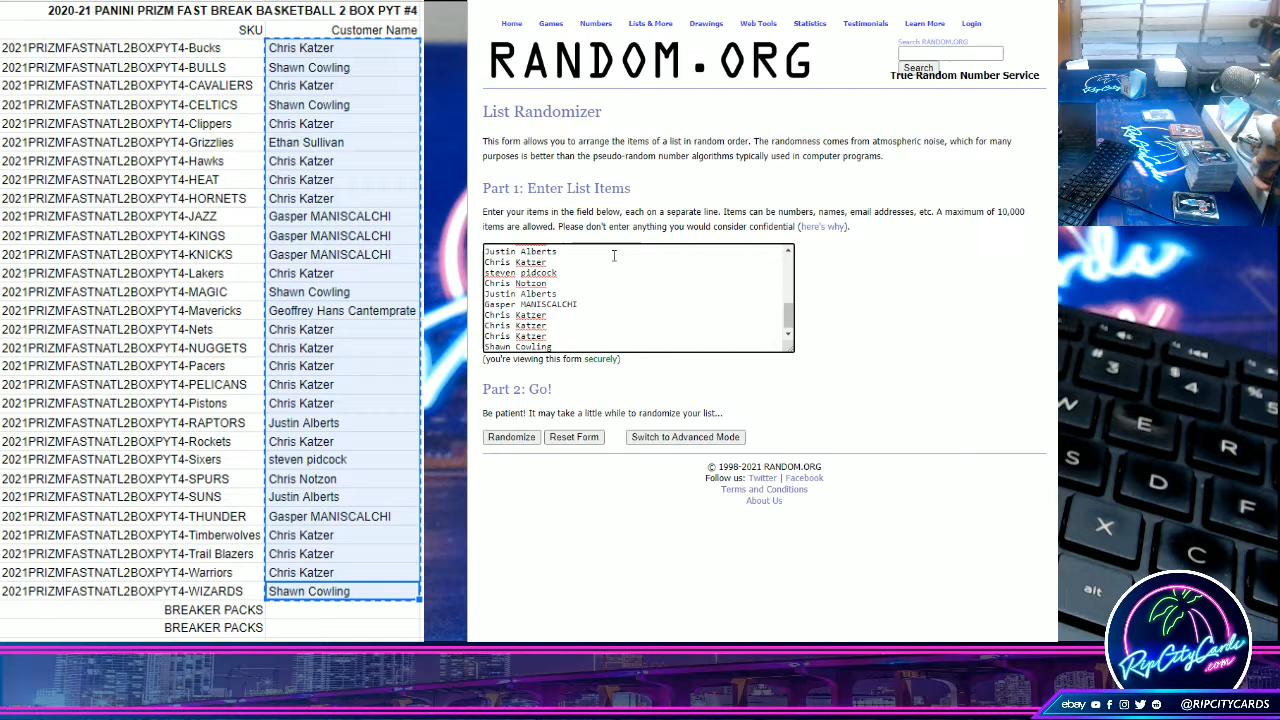 2020-21 PANINI PRIZM FAST BREAK BASKETBALL 2 BOX PYT #4
SKU Customer Name
2021PRIZMFASTNATL2BOXPYT4-Bucks Chris Katzer
2021PRIZMFASTNATL2BOXPYT4-BULLS Shawn Cowling
2021PRIZMFASTNATL2BOXPYT4-CAVALIERS Chris Katzer
2021PRIZMFASTNATL2BOXPYT4-CELTICS Shawn Cowling
2021PRIZMFASTNATL2BOXPYT4-Clippers Chris Katzer
2021PRIZMFASTNATL2BOXPYT4-Grizzlies Ethan Sullivan
2021PRIZMFASTNATL2BOXPYT4-Hawks Chris Katzer
2021PRIZMFASTNATL2BOXPYT4-HEAT Chris Katzer
2021PRIZMFASTNATL2BOXPYT4-HORNETS Chris Katzer
2021PRIZMFASTNATL2BOXPYT4-JAZZ Gasper MANISCALCHI
2021PRIZMFASTNATL2BOXPYT4-KINGS Gasper MANISCALCHI
2021PRIZMFASTNATL2BOXPYT4-KNICKS Gasper MANISCALCHI
2021PRIZMFASTNATL2BOXPYT4-Lakers Chris Katzer
2021PRIZMFASTNATL2BOXPYT4-MAGIC Shawn Cowling
2021PRIZMFASTNATL2BOXPYT4-Mavericks Geoffrey Hans Cantemprate
2021PRIZMFASTNATL2BOXPYT4-Nets Chris Katzer
2021PRIZMFASTNATL2BOXPYT4-NUGGETS Chris Katzer
2021PRIZMFASTNATL2BOXPYT4-Pacers Chris Katzer
2021PRIZMFASTNATL2BOXPYT4-PELICANS Chris Katzer
2021PRIZMFASTNATL2BOXPYT4-Pistons Chris Katzer
2021PRIZMFASTNATL2BOXPYT4-RAPTORS Justin Alberts
2021PRIZMFASTNATL2BOXPYT4-Rockets Chris Katzer
2021PRIZMFASTNATL2BOXPYT4-Sixers steven pidcock
2021PRIZMFASTNATL2BOXPYT4-SPURS Chris Notzon
2021PRIZMFASTNATL2BOXPYT4-SUNS Justin Alberts
2021PRIZMFASTNATL2BOXPYT4-THUNDER Gasper MANISCALCHI
2021PRIZMFASTNATL2BOXPYT4-Timberwolves Chris Katzer
2021PRIZMFASTNATL2BOXPYT4-Trail Blazers Chris Katzer
2021PRIZMFASTNATL2BOXPYT4-Warriors Chris Katzer
2021PRIZMFASTNATL2BOXPYT4-WIZARDS Shawn Cowling
BREAKER PACKS
BREAKER PACKS
Home Games Numbers Lists & More Drawings Web Tools Statistics Testimonials Learn More Login
RANDOM.ORG
Search RANDOM.ORG
Search
True Random Number Service
List Randomizer
This form allows you to arrange the items of a list in random order. The randomness comes from atmospheric noise, which for many
purposes is better than the pseudo-random number algorithms typically used in computer programs.
Part 1: Enter List Items
Enter your items in the field below, each on a separate line. Items can be numbers, names, email addresses, etc. A maximum of 10,000
items are allowed. Please don't enter anything you would consider confidential (here's why).
Justin Alberts
Chris Katzer
steven pidcock
Chris Notzon
Justin Alberts
Gasper MANISCALCHI
Chris Katzer
Chris Katzer
Chris Katzer
Shawn Cowling
(you're viewing this form securely)
Part 2: Go!
Be patient! It may take a little while to randomize your list...
Randomize Reset Form Switch to Advanced Mode
© 1998-2021 RANDOM.ORG
Follow us: Twitter | Facebook
Terms and Conditions
About Us
Cards
3
4
E
R
S
D
F
X
C
alt
RipCityCards
.com
ebay @RIPCITYCARDS